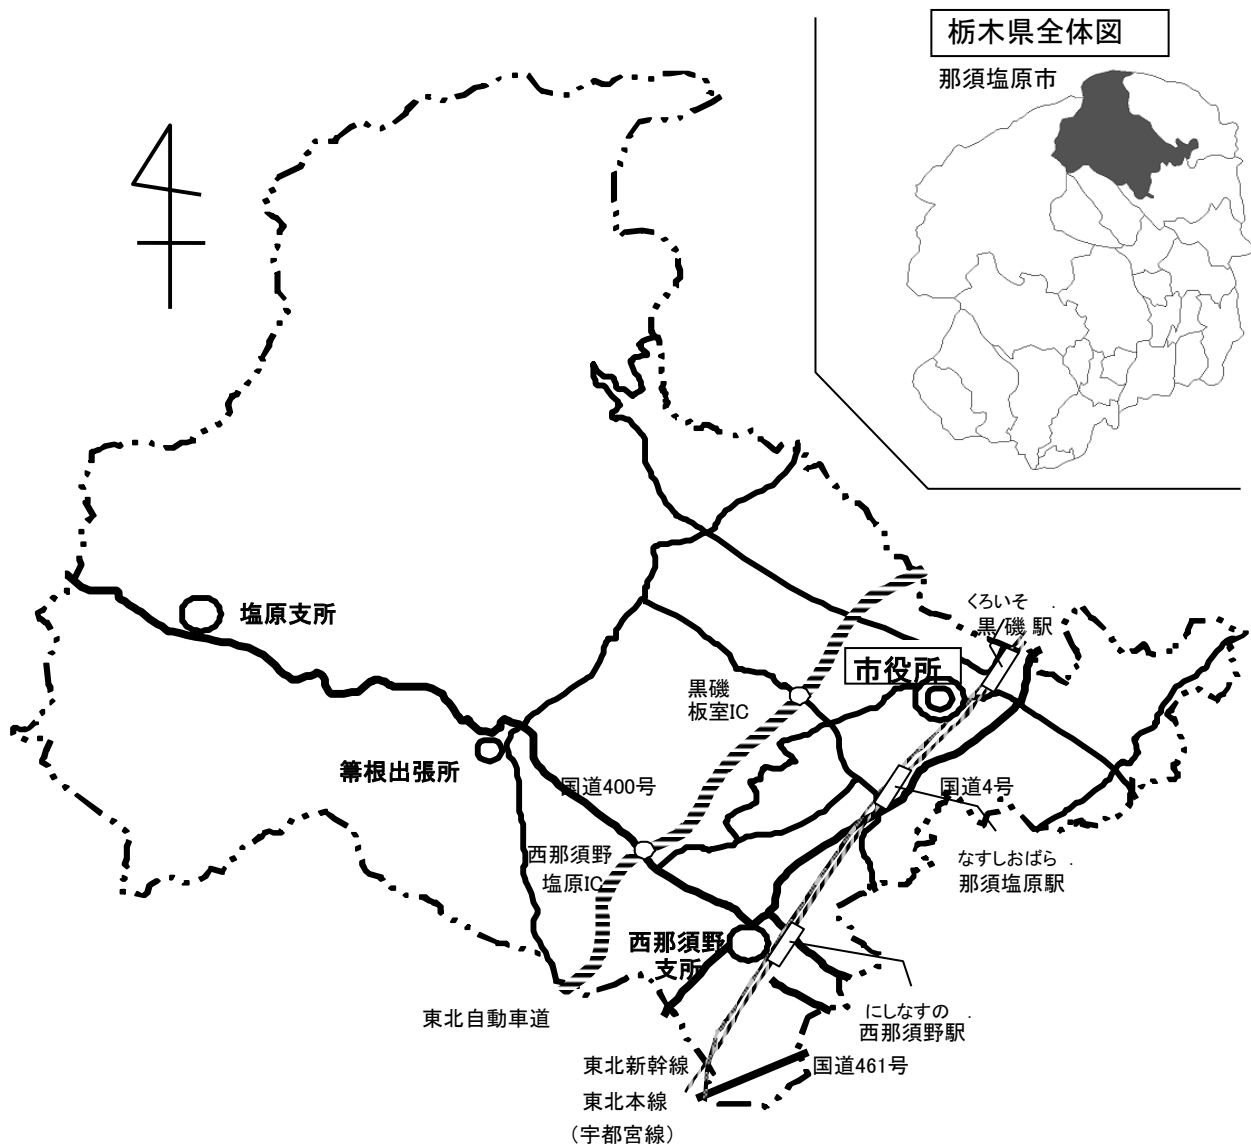 栃木県全体図
那須塩原市
塩原支所
くろいそ
黒磯駅
市役所
黒磯
板室IC
箒根出張所
国道400号
国道4号
西那須野
塩原IC
なすしおばら
那須塩原駅
西那須野
支所
にしなすの
西那須野駅
東北自動車道
東北新幹線
国道461号
東北本線
(宇都宮線)